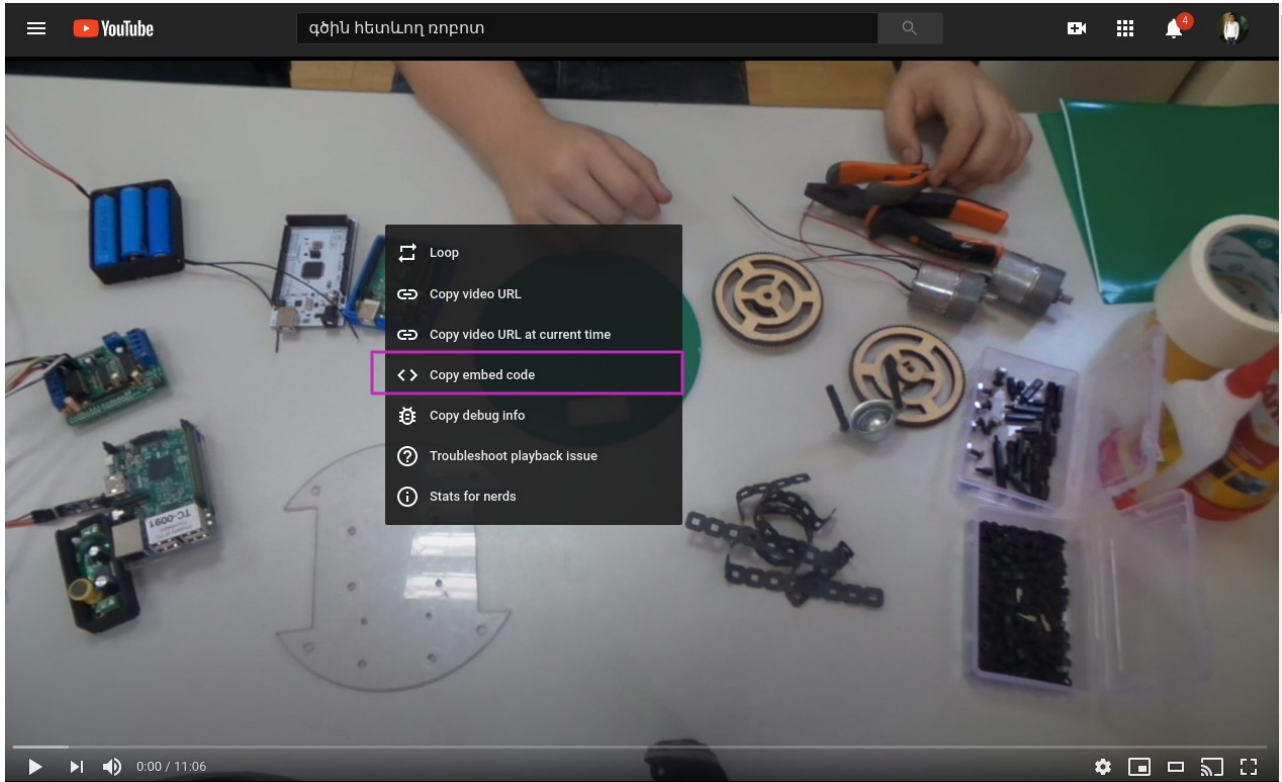 YouTube
գծին հետևող ռոբոտ
4
Loop
Copy video URL
Copy video URL at current time
Copy embed code
Copy debug info
Troubleshoot playback issue
Stats for nerds
TC-0091
0:00 / 11:06